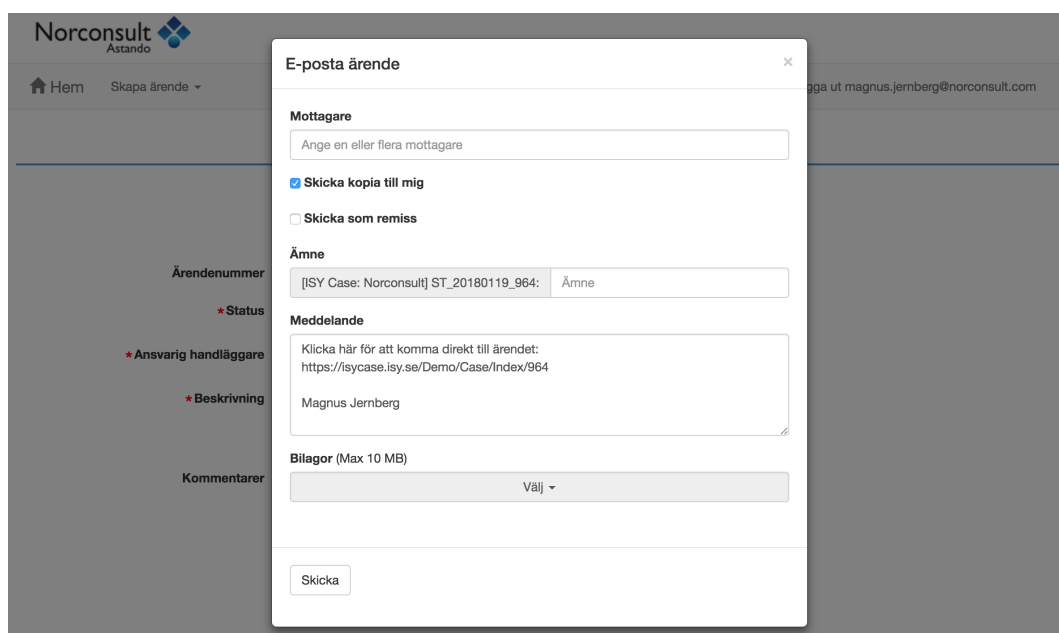 Norconsult
Astando
E-posta ärende ×
Hem Skapa ärende gga ut magnus.jernberg@norconsult.com
Mottagare
Ange en eller flera mottagare
Skicka kopia till mig
Skicka som remiss
Ämne
Ärendenummer
[ISY Case: Norconsult] ST_20180119_964: Ämne
*Status
Meddelande
Klicka här för att komma direkt till ärendet:
*Ansvarig handläggare
https://isycase.isy.se/Demo/Case/Index/964
*Beskrivning
Magnus Jernberg
Bilagor (Max 10 MB)
Kommentarer
Välj
Skicka